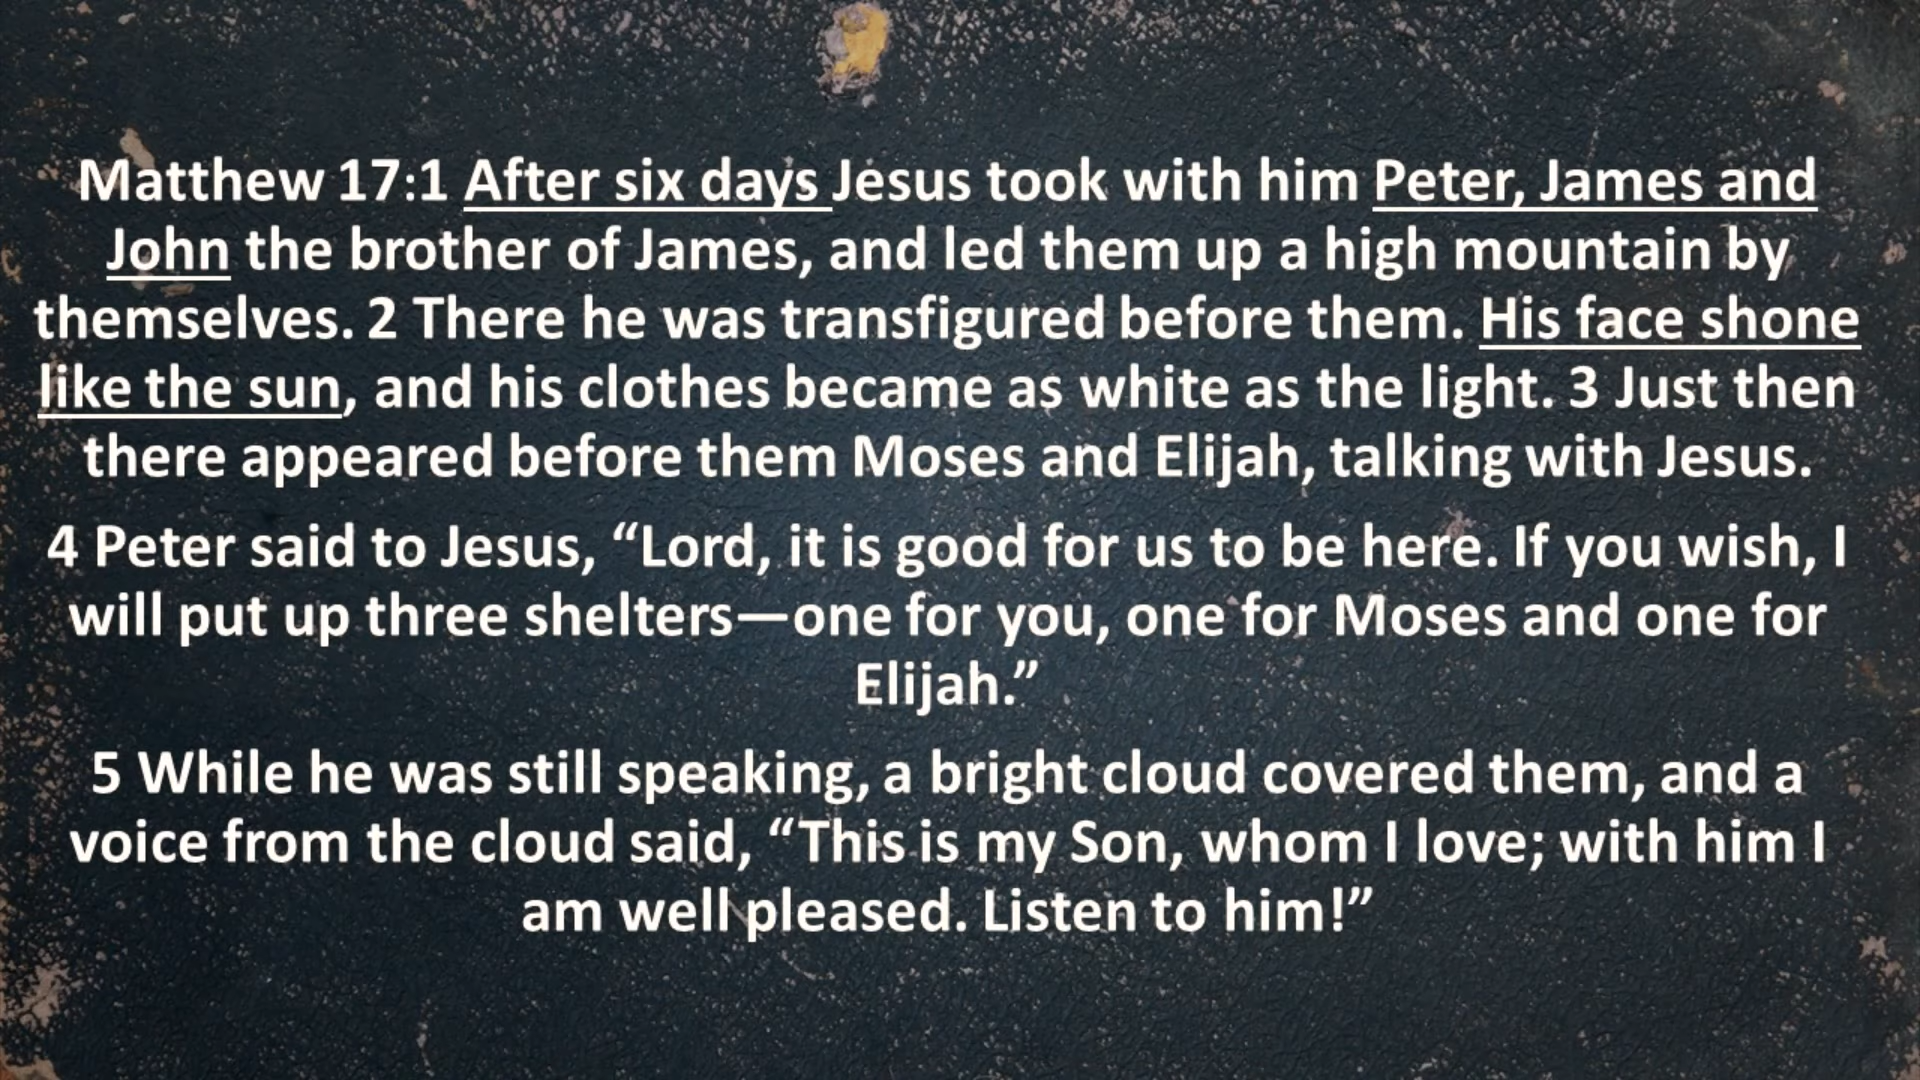 Matthew 17:1 After six days Jesus took with him Peter, James and
John the brother of James, and led them up a high mountain by
themselves. 2 There he was transfigured before them. His face shone
like the sun, and his clothes became as white as the light. 3 Just then
there appeared before them Moses and Elijah, talking with Jesus.
4 Peter said to Jesus, “Lord, it is good for us to be here. If you wish, I
will put up three shelters—one for you, one for Moses and one for
Elijah.”
5 While he was still speaking, a bright cloud covered them, and a
voice from the cloud said, “This is my Son, whom I love; with him I
am well pleased. Listen to him!”